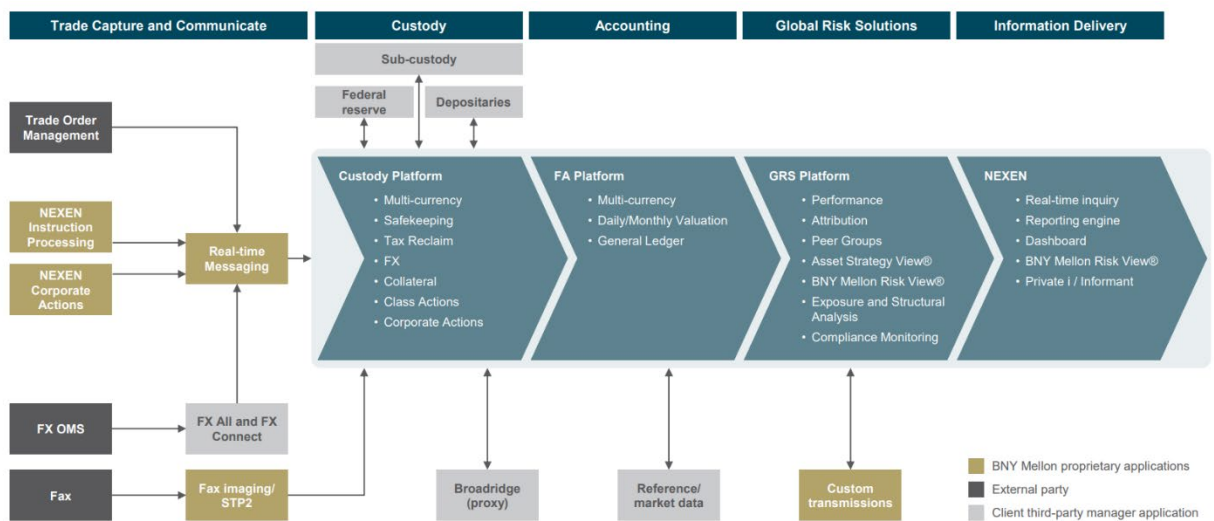 Trade Capture and Communicate
Custody
Accounting
Global Risk Solutions
Information Delivery
Sub-custody
Federal
reserve
Depositaries
Trade Order
Management
NEXEN
Instruction
Processing
NEXEN
Corporate
Actions
Real-time
Messaging
Custody Platform
• Multi-currency
• Safekeeping
• Tax Reclaim
• FX
• Collateral
• Class Actions
• Corporate Actions
FA Platform
• Multi-currency
• Daily/Monthly Valuation
• General Ledger
GRS Platform
• Performance
• Attribution
• Peer Groups
• Asset Strategy View®
• BNY Mellon Risk View®
• Exposure and Structural
Analysis
• Compliance Monitoring
NEXEN
• Real-time inquiry
• Reporting engine
• Dashboard
• BNY Mellon Risk View®
• Private i / Informant
FX OMS
FX All and FX
Connect
Fax
Fax imaging/
STP2
Broadridge
(proxy)
Reference/
market data
Custom
transmissions
BNY Mellon proprietary applications
External party
Client third-party manager application